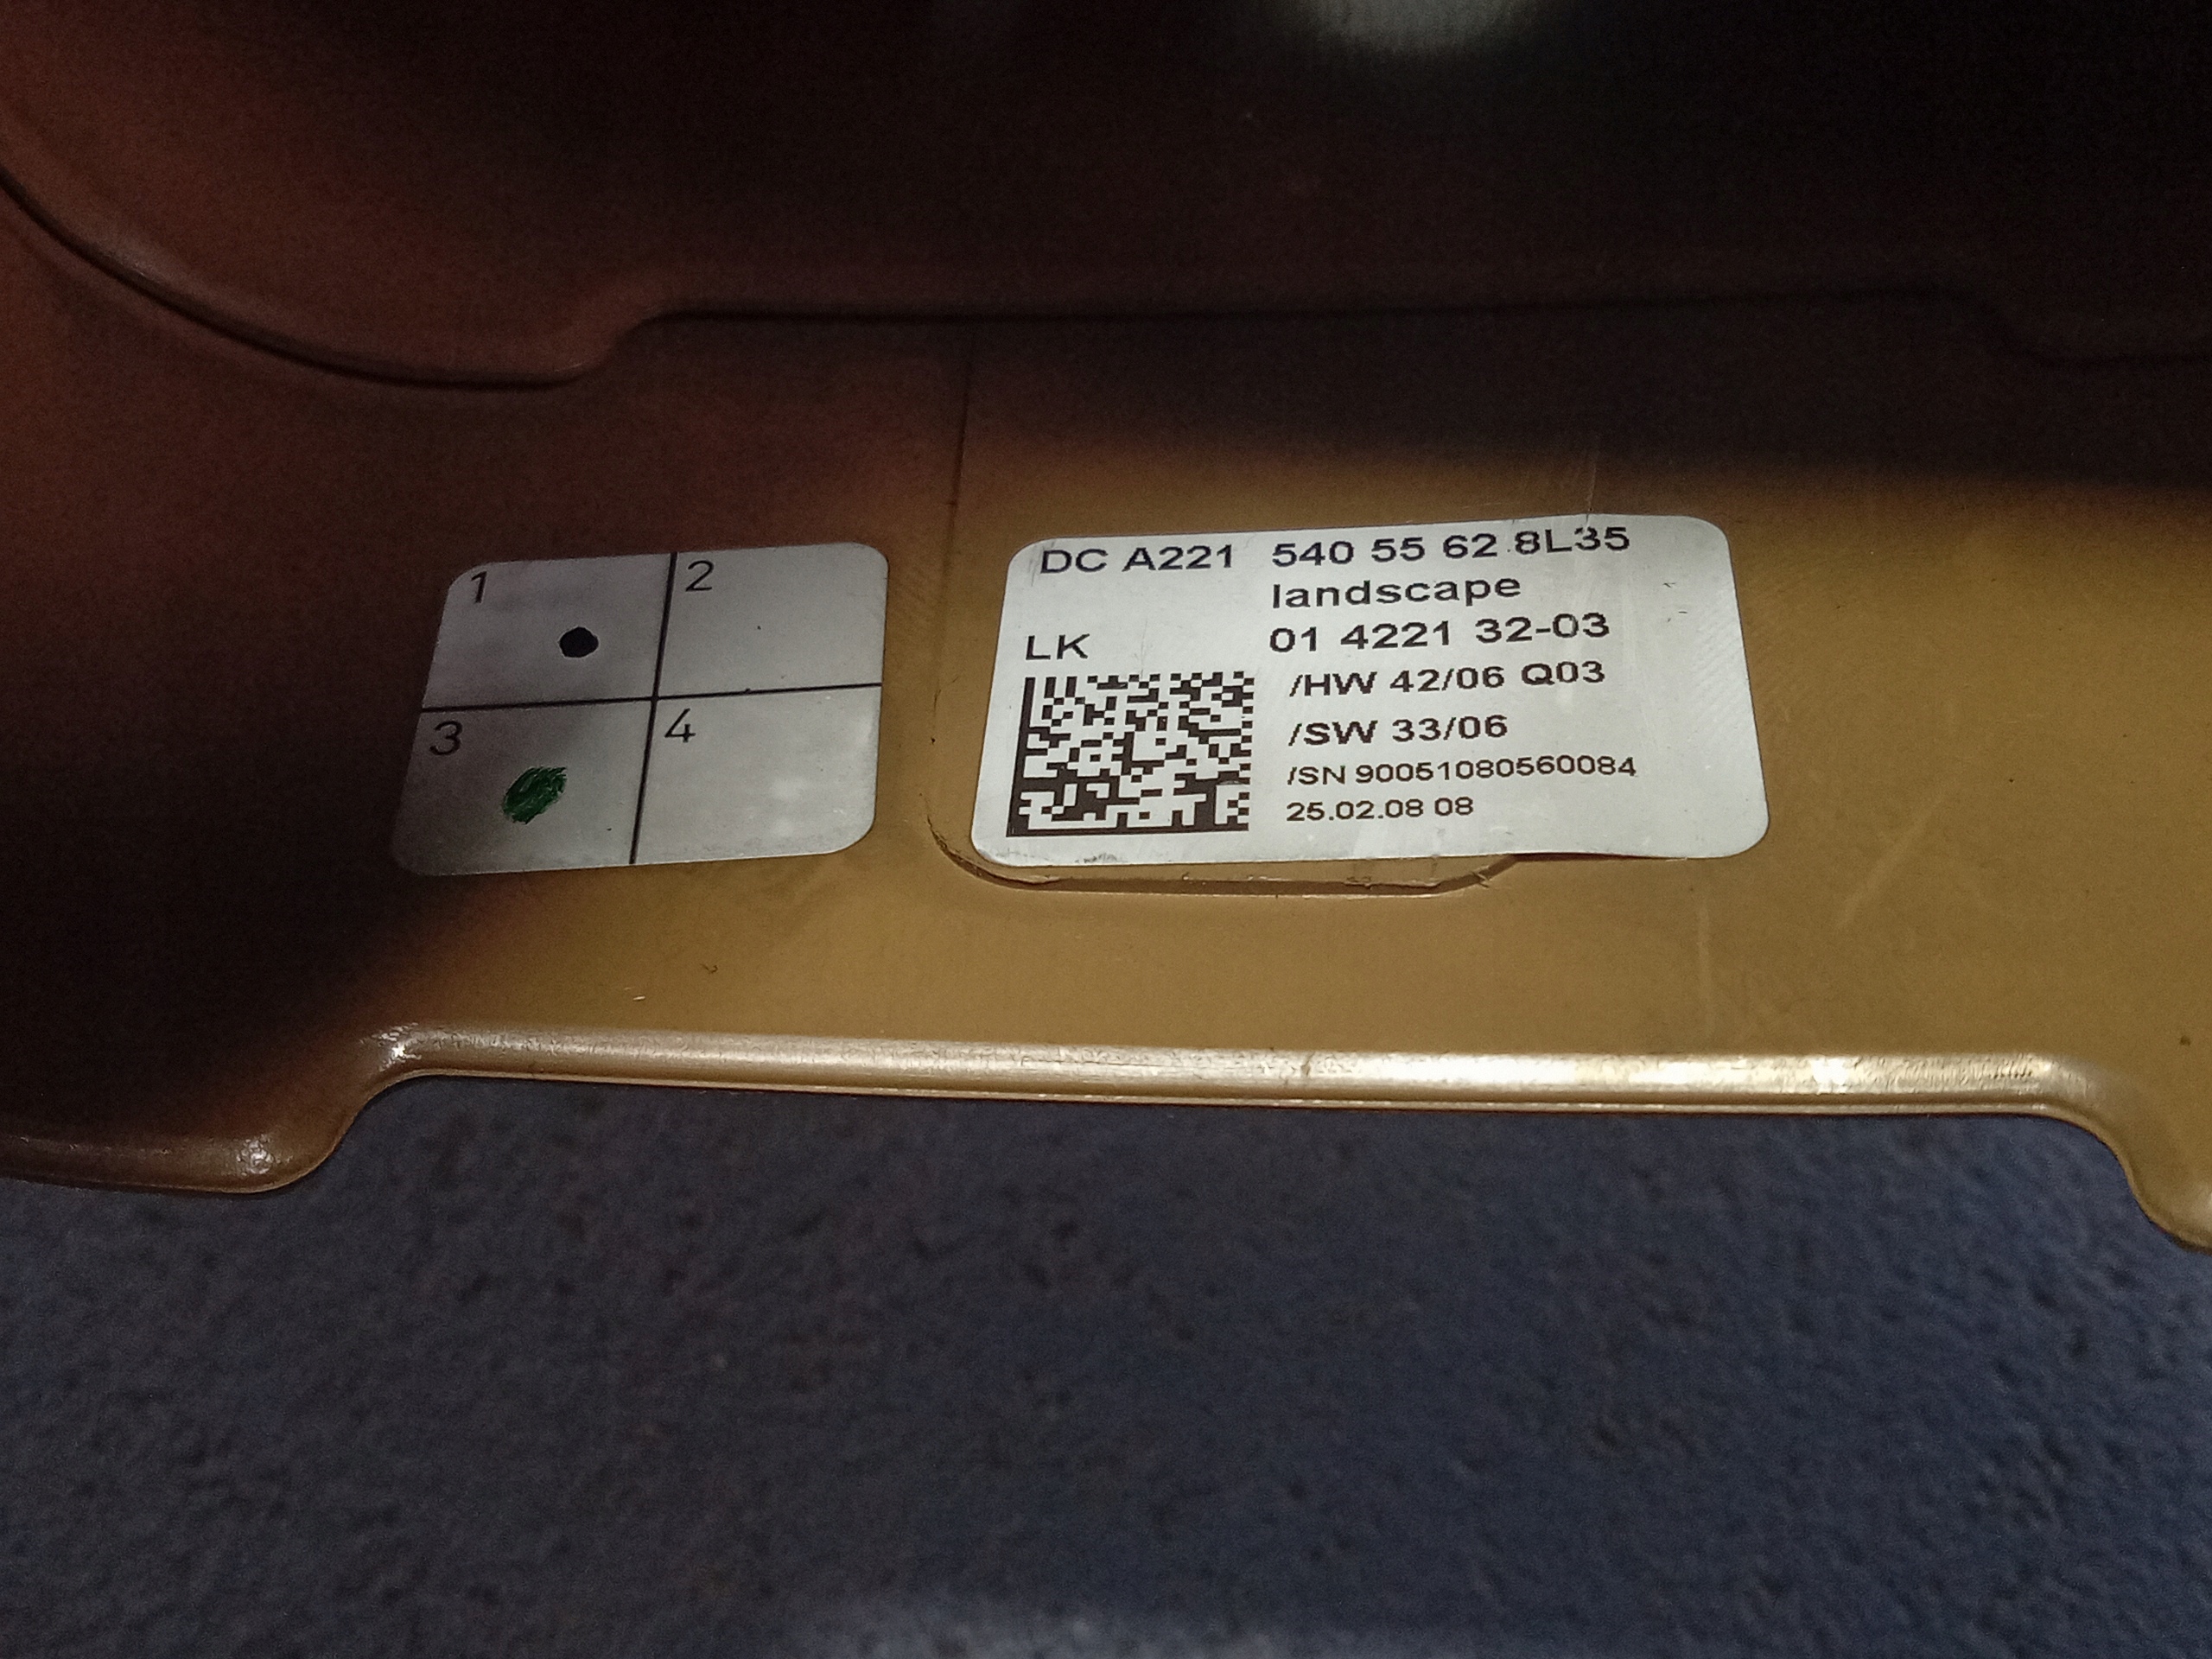 1 2
3 4
DC A221 540 55 62 8L35
landscape
LK 01 4221 32-03
/HW 42/06 Q03
/SW 33/06
/SN 90051080560084
25.02.08 08